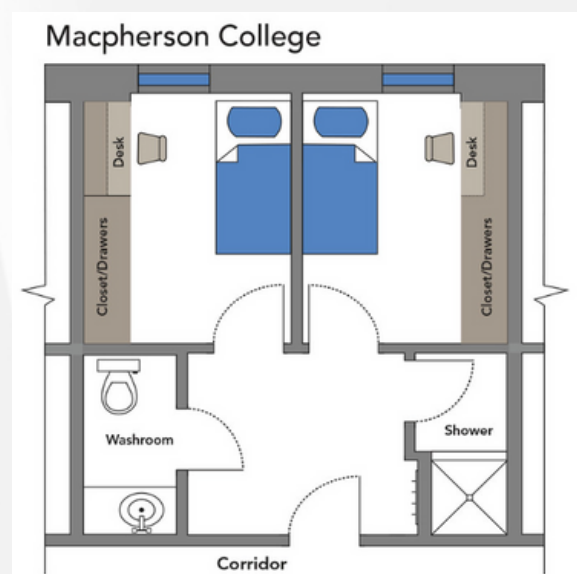 Macpherson College
Desk
Closet/Drawers
Desk
Closet/Drawers
Washroom
Shower
Corridor